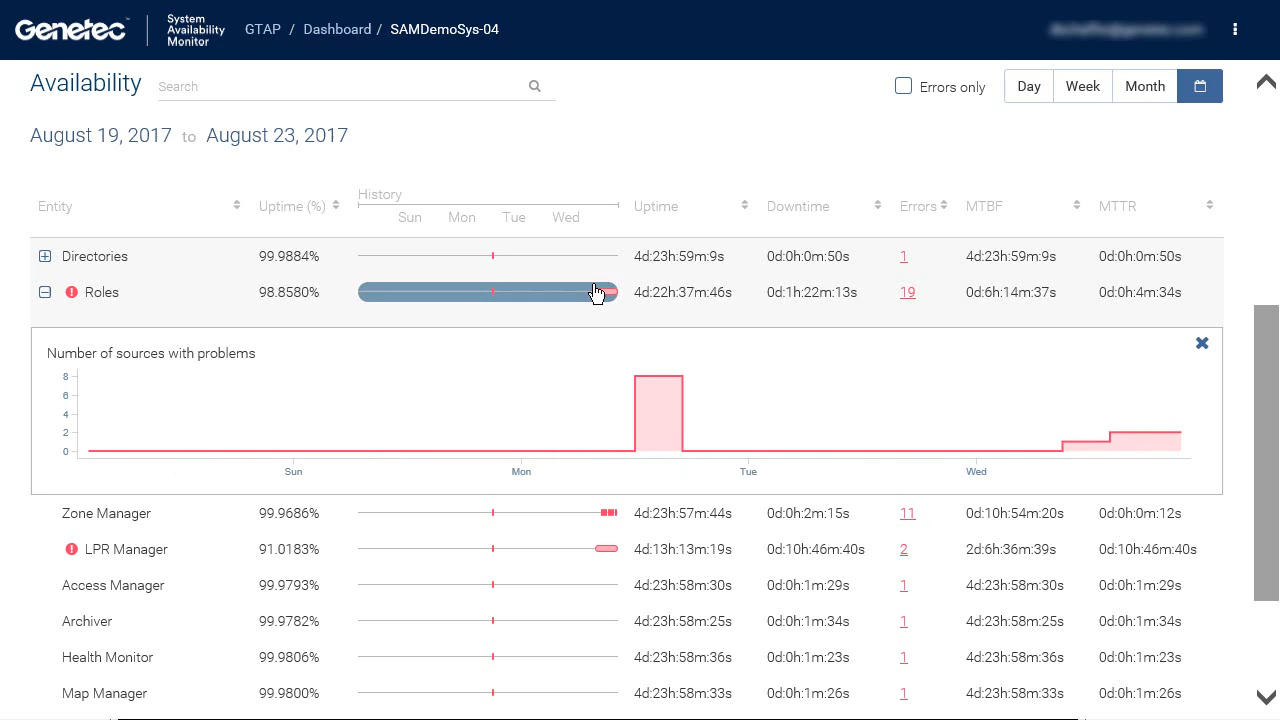 Genetec™
System
Availability
Monitor
GTAP / Dashboard / SAMDemoSys-04
Availability
Search
Errors only
Day Week Month
August 19, 2017 to August 23, 2017
Entity Uptime (%) History Uptime Downtime Errors MTBF MTTR
Sun Mon Tue Wed
Directories 99.9884% 4d:23h:59m:9s 0d:0h:0m:50s 1 4d:23h:59m:9s 0d:0h:0m:50s
Roles 98.8580% 4d:22h:37m:46s 0d:1h:22m:13s 19 0d:6h:14m:37s 0d:0h:4m:34s
Number of sources with problems
8
6
4
2
0
Sun Mon Tue Wed
Zone Manager 99.9686% 4d:23h:57m:44s 0d:0h:2m:15s 11 0d:10h:54m:20s 0d:0h:0m:12s
LPR Manager 91.0183% 4d:13h:13m:19s 0d:10h:46m:40s 2 2d:6h:36m:39s 0d:10h:46m:40s
Access Manager 99.9793% 4d:23h:58m:30s 0d:0h:1m:29s 1 4d:23h:58m:30s 0d:0h:1m:29s
Archiver 99.9782% 4d:23h:58m:25s 0d:0h:1m:34s 1 4d:23h:58m:25s 0d:0h:1m:34s
Health Monitor 99.9806% 4d:23h:58m:36s 0d:0h:1m:23s 1 4d:23h:58m:36s 0d:0h:1m:23s
Map Manager 99.9800% 4d:23h:58m:33s 0d:0h:1m:26s 1 4d:23h:58m:33s 0d:0h:1m:26s